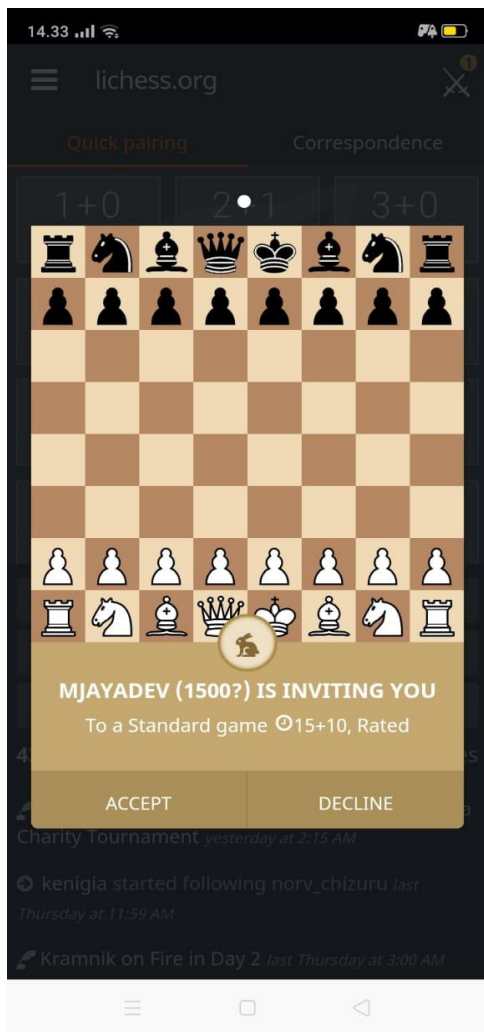 14.33
lichess.org
1
Quick pairing Correspondence
1+0 2+1 3+0
MJAYADEV (1500?) IS INVITING YOU
To a Standard game 15+10, Rated
ACCEPT DECLINE
Charity Tournament yesterday at 2:15 AM
kenigia started following norv_chizuru last
Thursday at 11:59 AM
Kramnik on Fire in Day 2 last Thursday at 3:00 AM